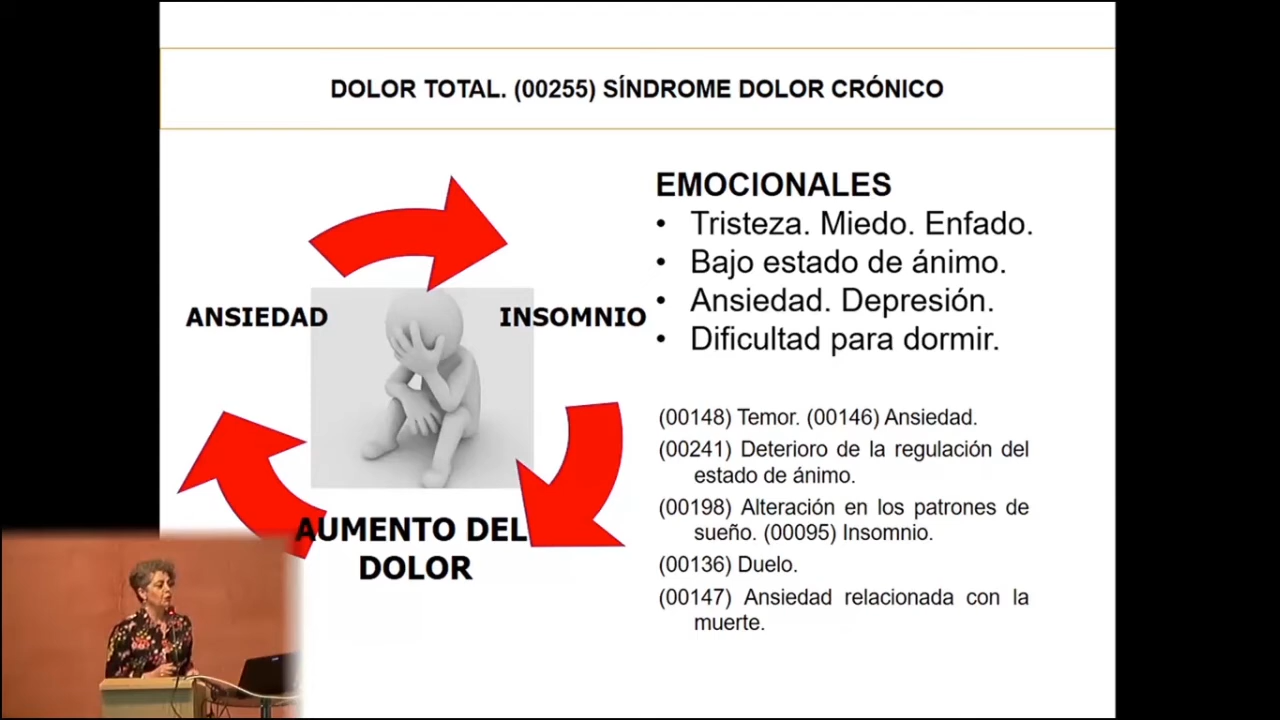 DOLOR TOTAL. (00255) SÍNDROME DOLOR CRÓNICO
ANSIEDAD
INSOMNIO
AUMENTO DEL
DOLOR
EMOCIONALES
• Tristeza. Miedo. Enfado.
• Bajo estado de ánimo.
• Ansiedad. Depresión.
• Dificultad para dormir.
(00148) Temor. (00146) Ansiedad.
(00241) Deterioro de la regulación del
estado de ánimo.
(00198) Alteración en los patrones de
sueño. (00095) Insomnio.
(00136) Duelo.
(00147) Ansiedad relacionada con la
muerte.